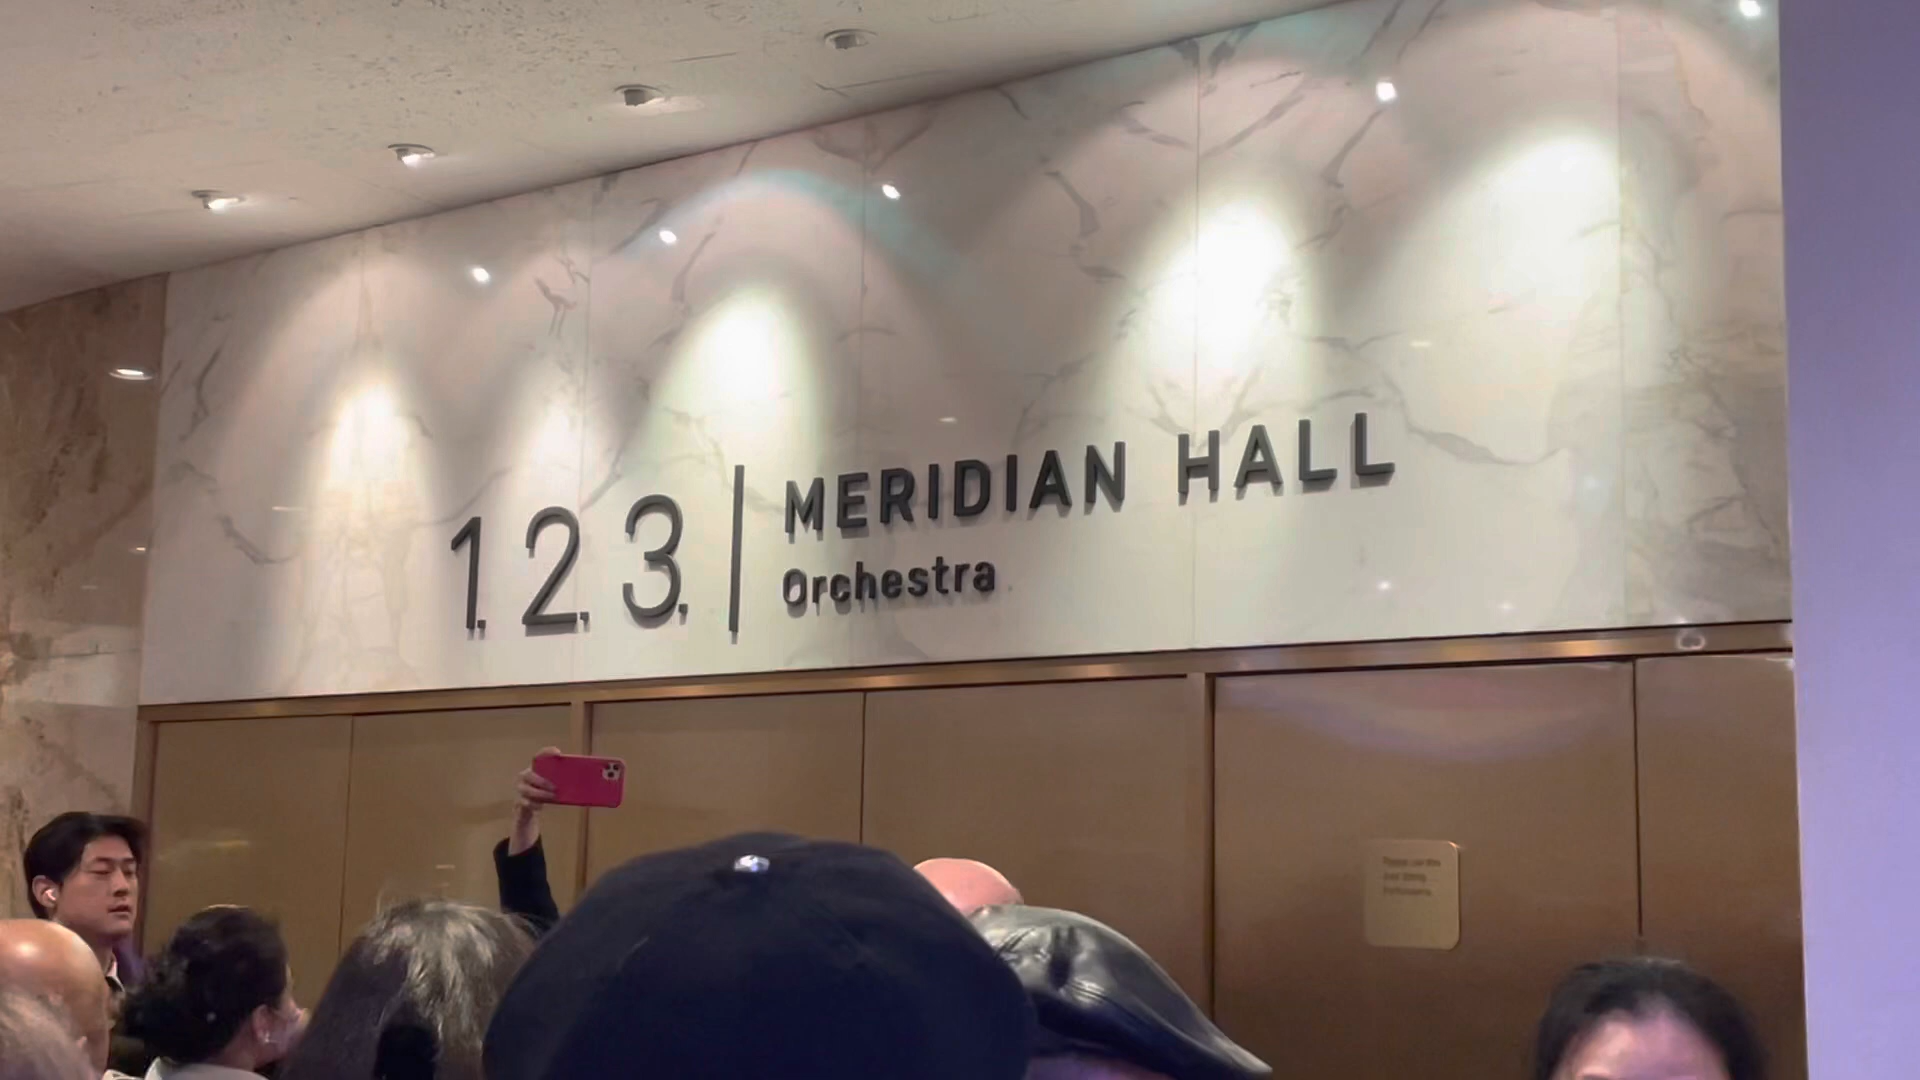 1. 2. 3. | MERIDIAN HALL
Orchestra